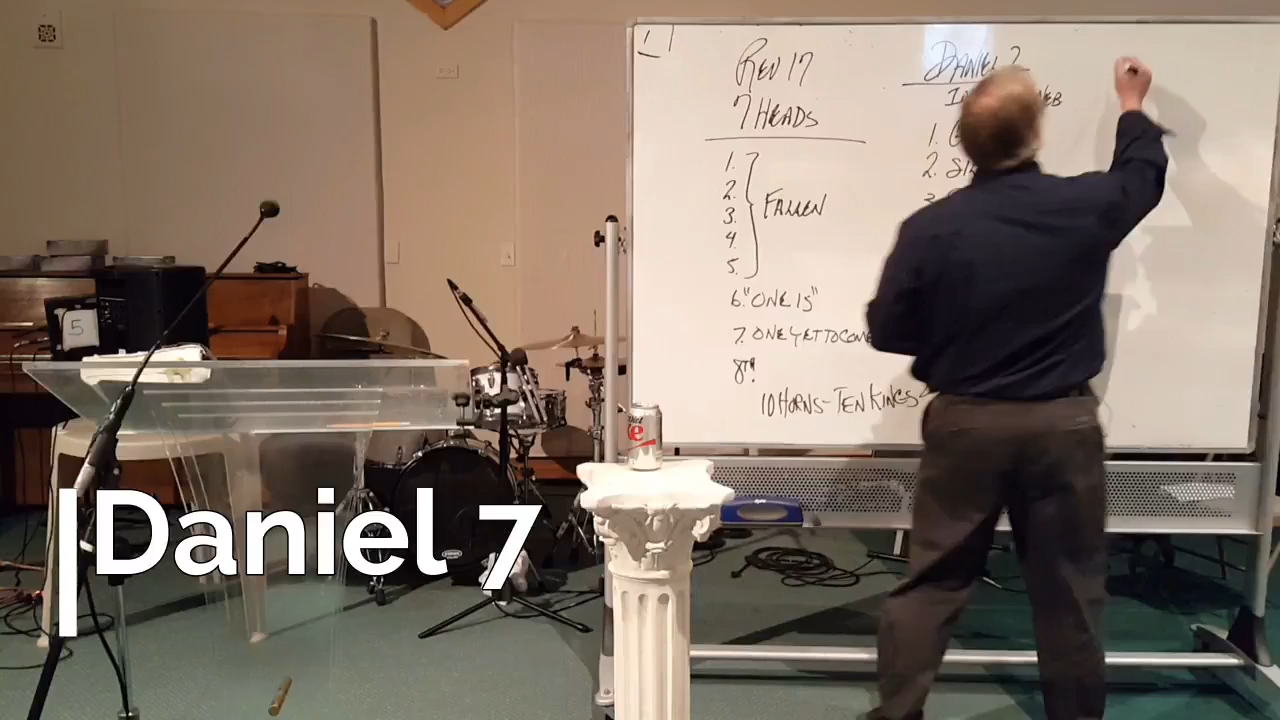 Rev 17
7 HEADS
1.
2.
3.
4.
5.
FALLEN
6. "ONE IS"
7. ONE YET TO COME
8TH
10 HORNS - TEN KINGS
DANIEL 2
1.
2.
3.
5
Daniel 7